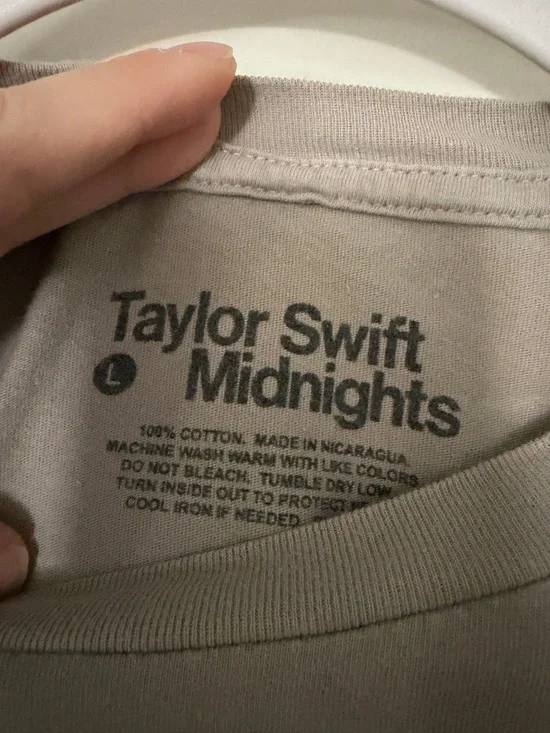 Taylor Swift
L Midnights
100% COTTON. MADE IN NICARAGUA
MACHINE WASH WARM WITH LIKE COLORS
DO NOT BLEACH. TUMBLE DRY LOW
TURN INSIDE OUT TO PROTECT
COOL IRON IF NEEDED